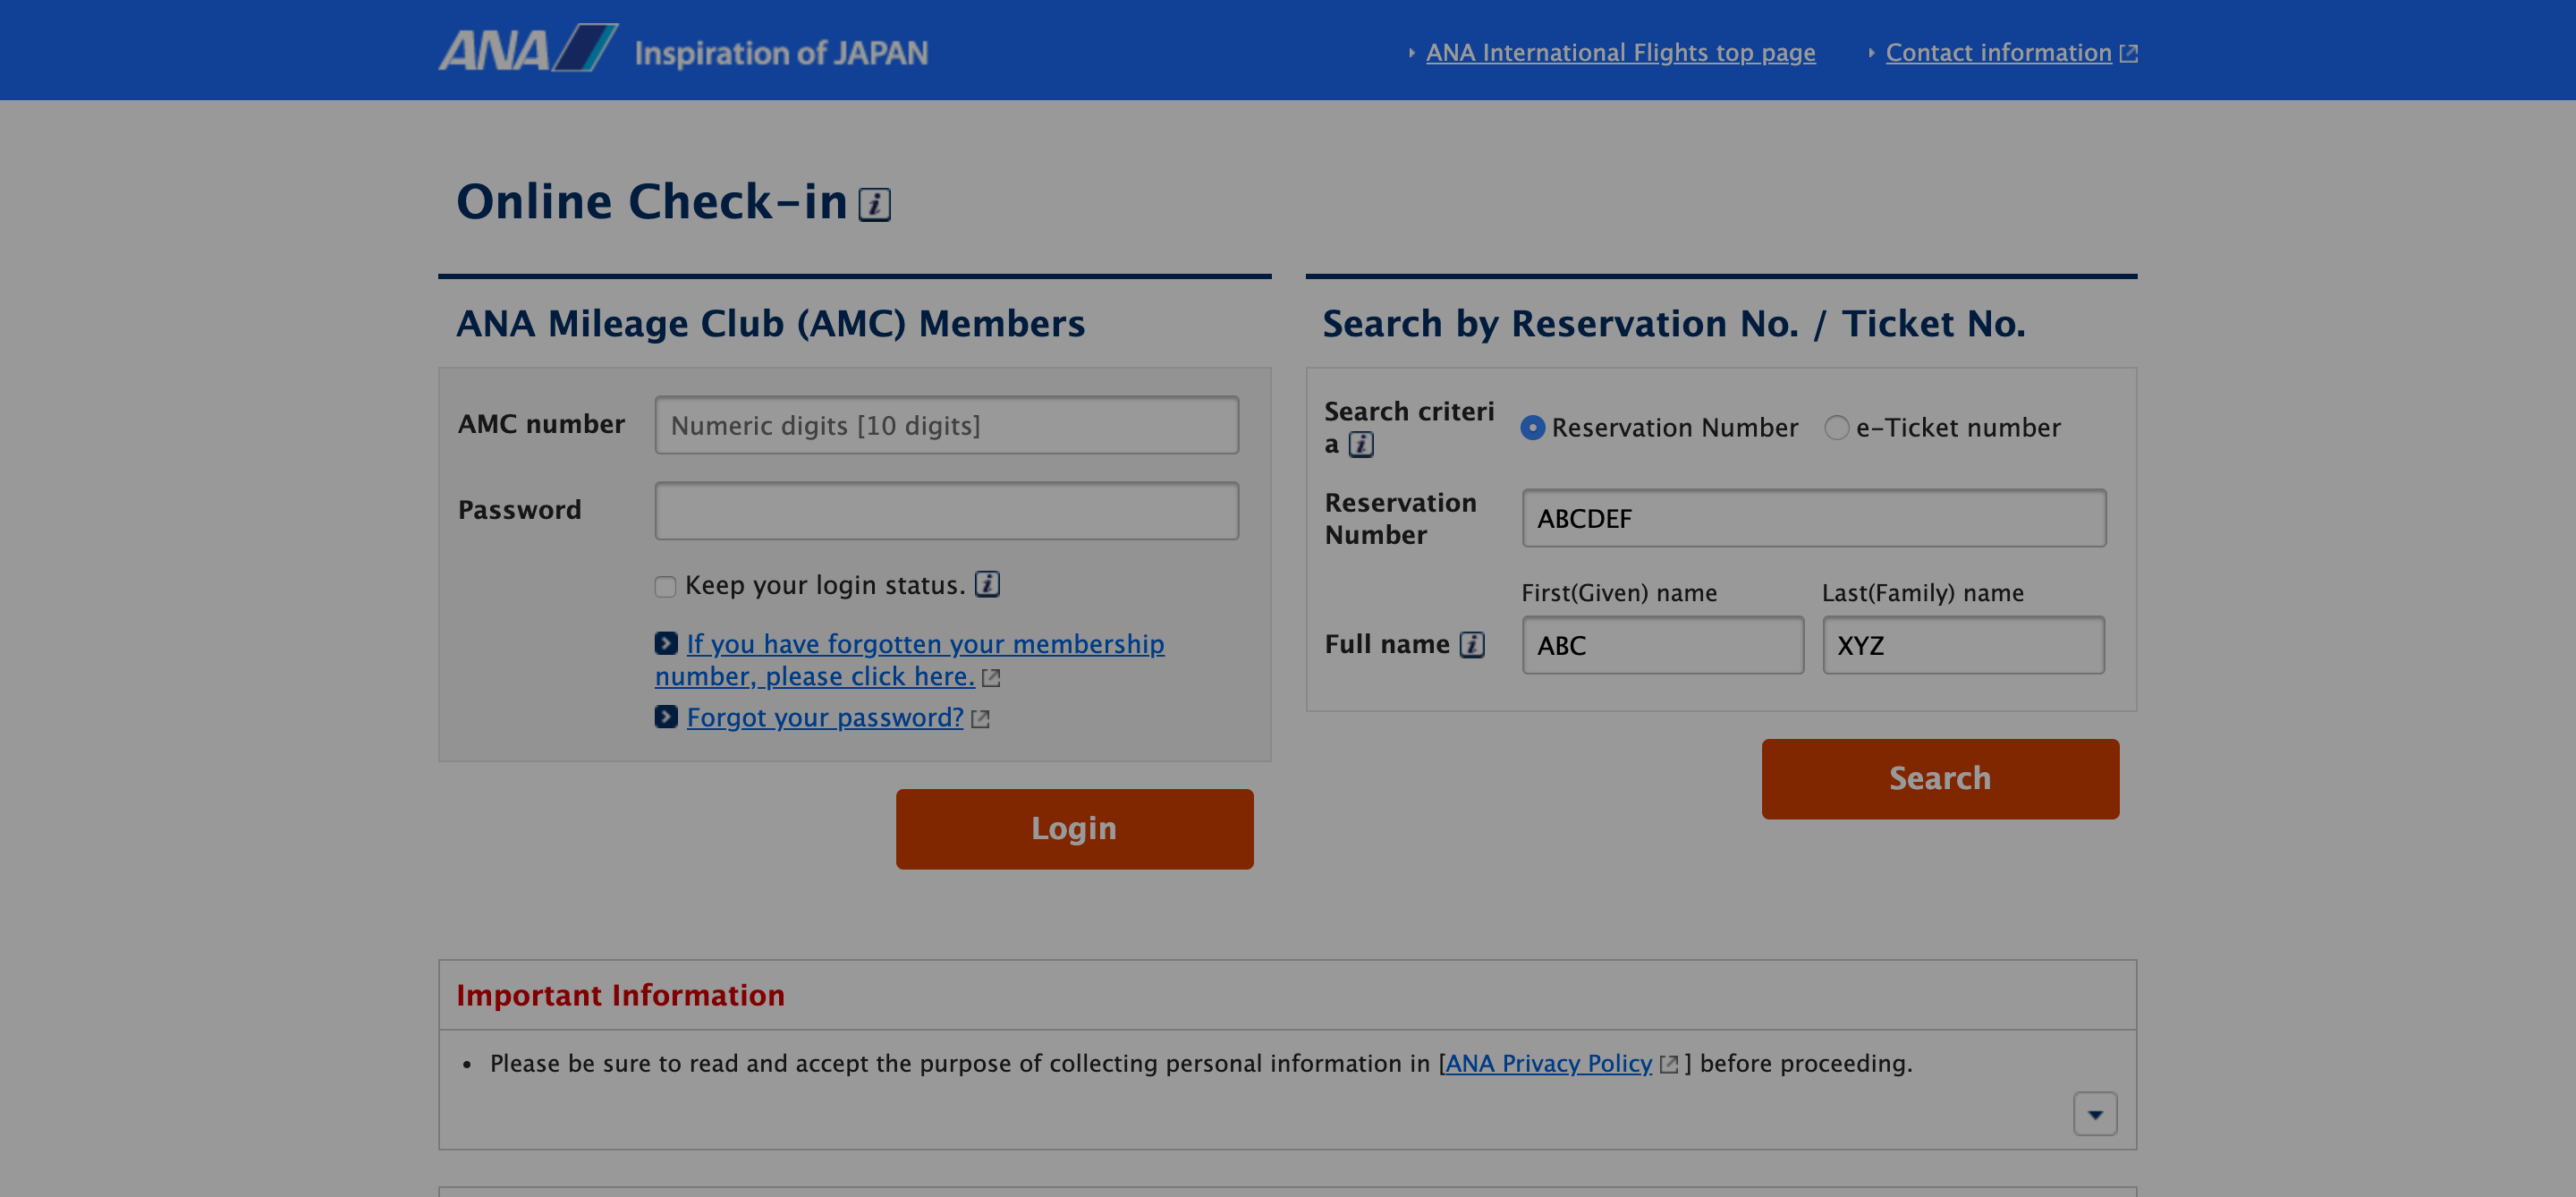 ANA Inspiration of JAPAN
ANA International Flights top page
Contact information
Online Check-in
ANA Mileage Club (AMC) Members
AMC number
Numeric digits [10 digits]
Password
Keep your login status.
If you have forgotten your membership
number, please click here.
Forgot your password?
Login
Search by Reservation No. / Ticket No.
Search criteri
a
Reservation Number
e-Ticket number
Reservation
Number
ABCDEF
First(Given) name
Last(Family) name
Full name
ABC
XYZ
Search
Important Information
• Please be sure to read and accept the purpose of collecting personal information in [ANA Privacy Policy] before proceeding.